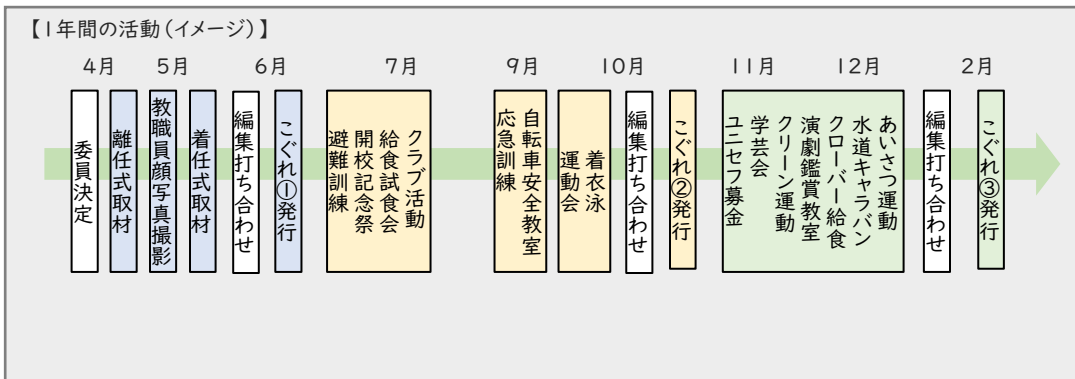 【1年間の活動(イメージ)】
4月
5月
6月
7月
9月
10月
11月
12月
2月
委員決定
離任式取材
教職員顔写真撮影
着任式取材
編集打ち合わせ
こぐれ①発行
避難訓練
開校記念祭
給食試食会
クラブ活動
応急訓練
自転車安全教室
運動会
着衣泳
編集打ち合わせ
こぐれ②発行
ユニセフ募金
学芸会
クリーン運動
演劇鑑賞教室
クローバー給食
水道キャラバン
あいさつ運動
編集打ち合わせ
こぐれ③発行